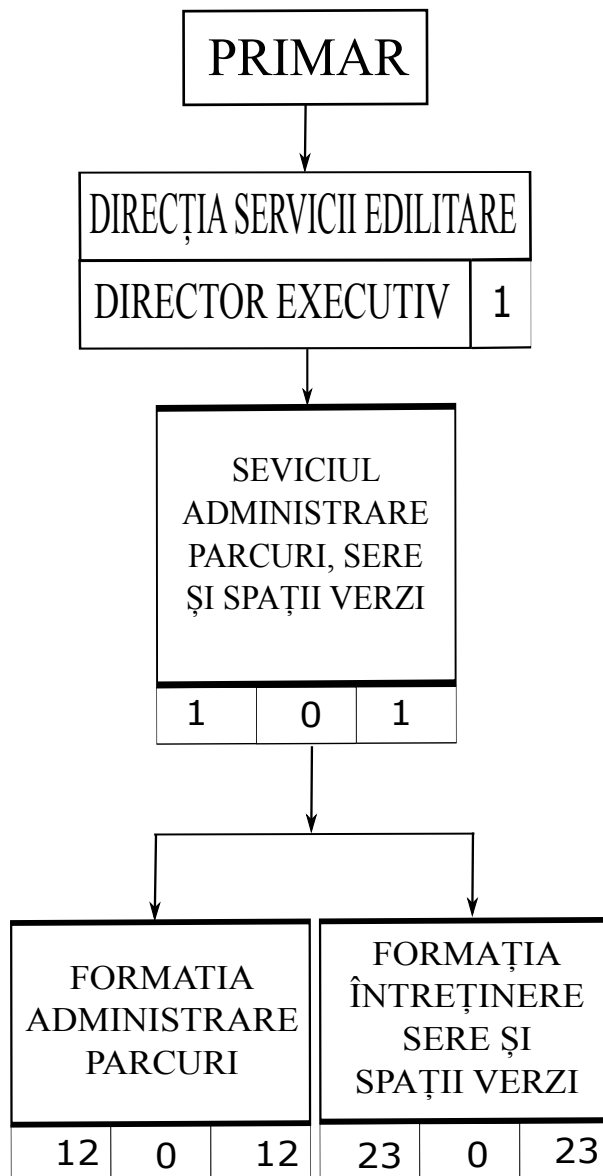 PRIMAR
DIRECȚIA SERVICII EDILITARE
DIRECTOR EXECUTIV 1
SEVICIUL
ADMINISTRARE
PARCURI, SERE
ȘI SPAȚII VERZI
1 0 1
FORMATIA
ADMINISTRARE
PARCURI
12 0 12
FORMAȚIA
ÎNTREȚINERE
SERE ȘI
SPAȚII VERZI
23 0 23